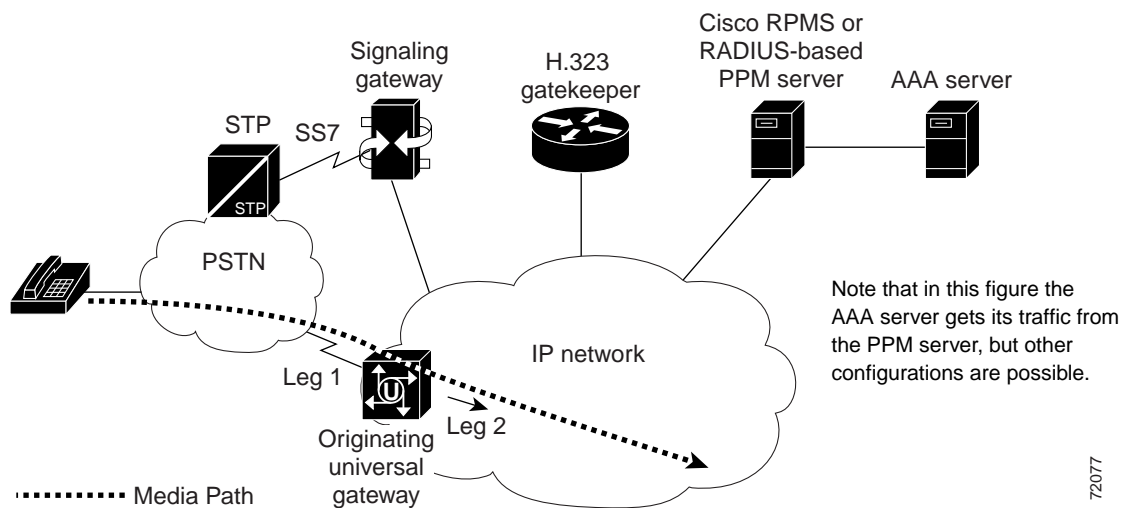 Cisco RPMS or
RADIUS-based
PPM server
AAA server
Signaling
gateway
H.323
gatekeeper
STP
SS7
STP
PSTN
Note that in this figure the
AAA server gets its traffic from
the PPM server, but other
configurations are possible.
IP network
Leg 1
U
Leg 2
Originating
universal
gateway
Media Path
72077